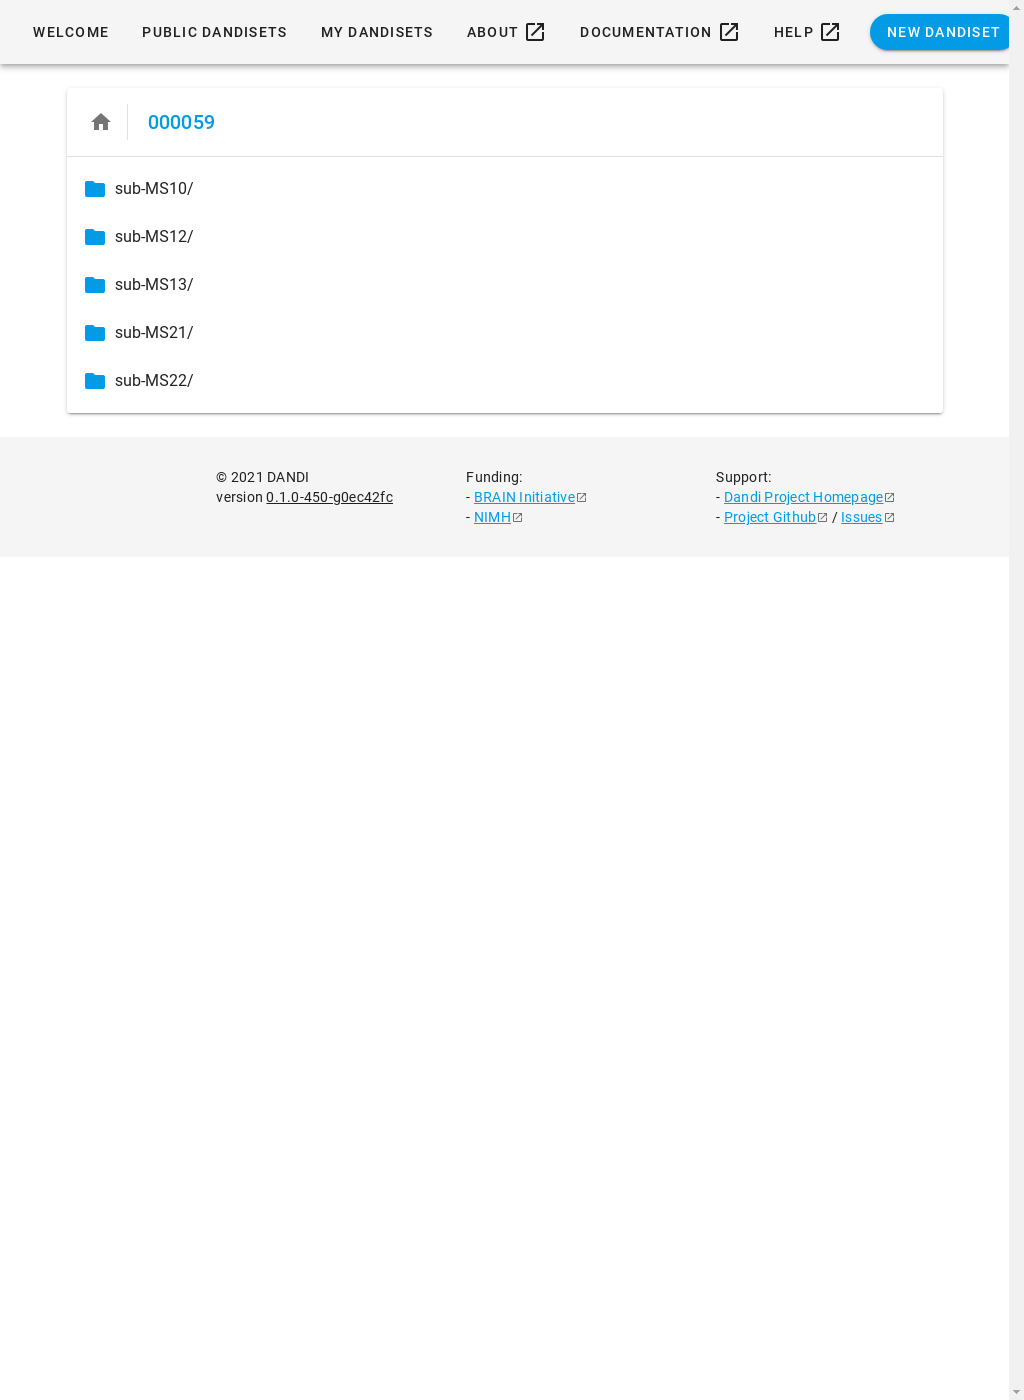 WELCOME PUBLIC DANDISETS MY DANDISETS ABOUT DOCUMENTATION HELP NEW DANDISET
000059
sub-MS10/
sub-MS12/
sub-MS13/
sub-MS21/
sub-MS22/
© 2021 DANDI
version 0.1.0-450-g0ec42fc
Funding:
- BRAIN Initiative
- NIMH
Support:
- Dandi Project Homepage
- Project Github / Issues